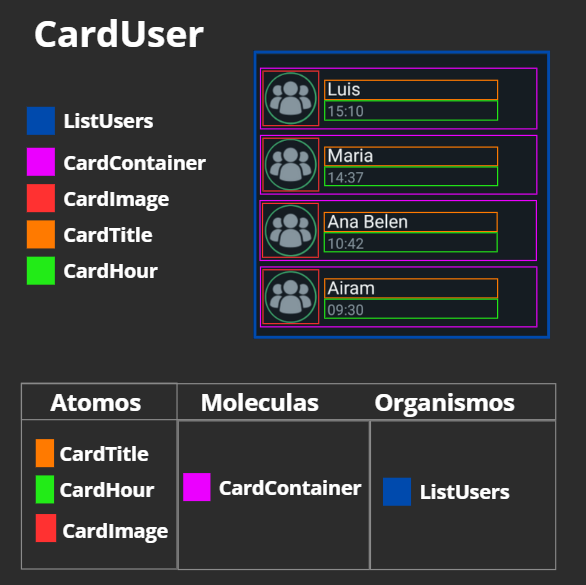 CardUser
ListUsers
CardContainer
CardImage
CardTitle
CardHour
Luis
15:10
Maria
14:37
Ana Belen
10:42
Airam
09:30
Atomos Moleculas Organismos
CardTitle
CardHour
CardImage
CardContainer
ListUsers